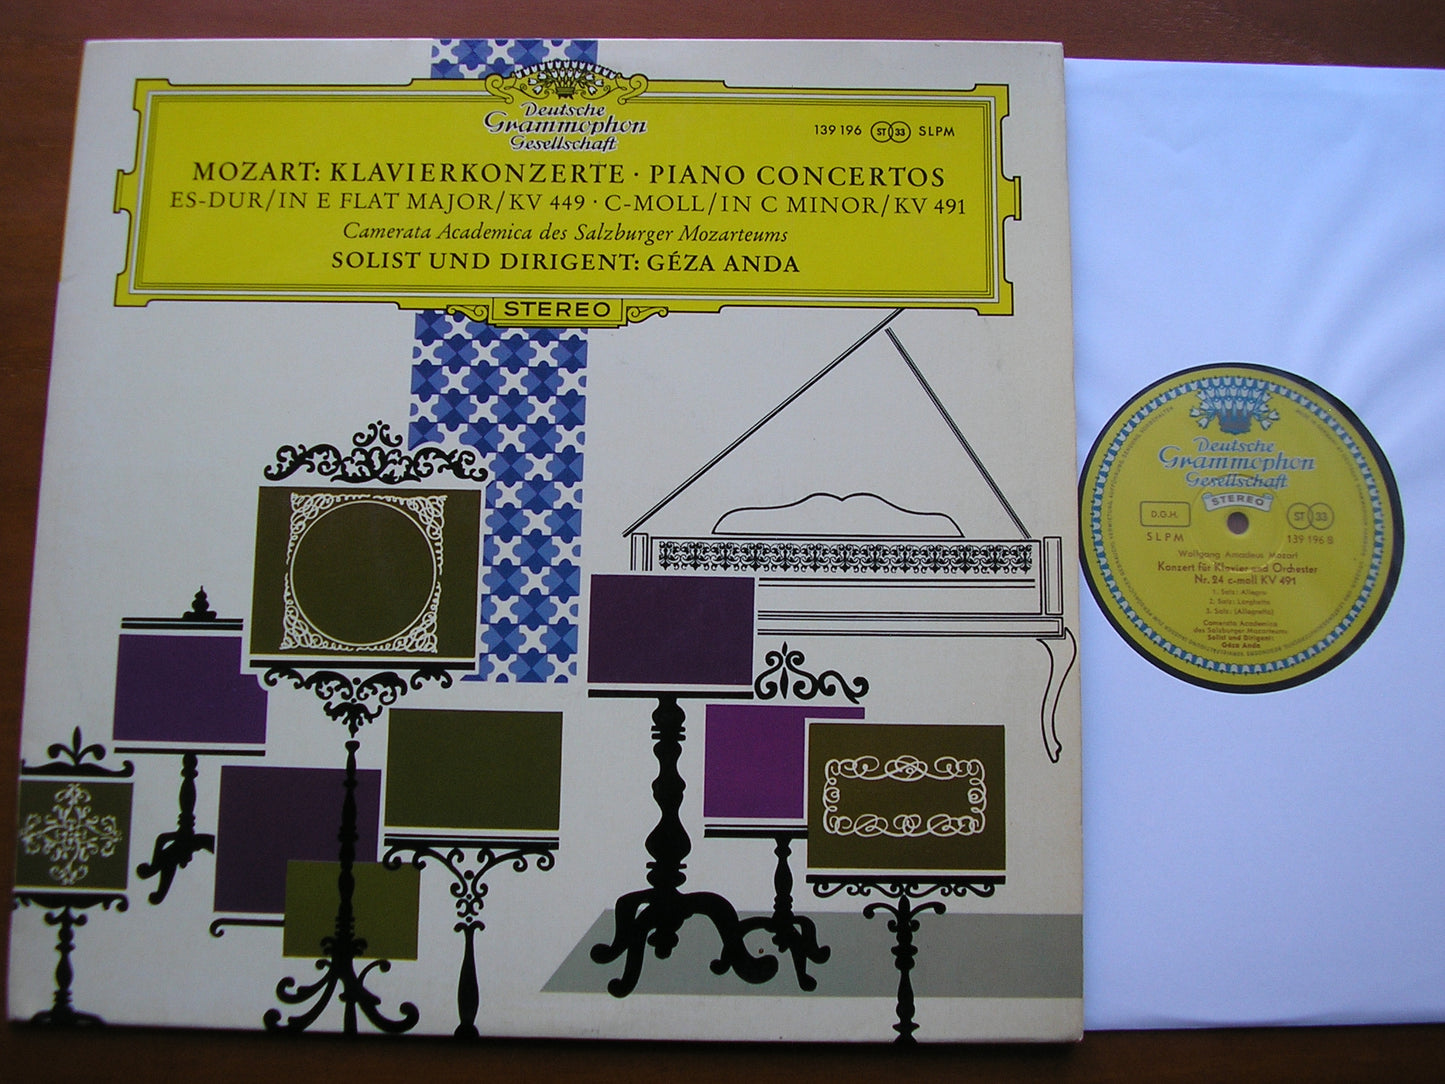 Deutsche
Grammophon
Gesellschaft
139 196 ST 33 SLPM
MOZART: KLAVIERKONZERTE · PIANO CONCERTOS
ES-DUR/IN E FLAT MAJOR/KV 449 · C-MOLL/IN C MINOR/KV 491
Camerata Academica des Salzburger Mozarteums
SOLIST UND DIRIGENT: GÉZA ANDA
STEREO
Deutsche
Grammophon
Gesellschaft
STEREO
D.G.H. ST 33
SLPM 139 196 B
Wolfgang Amadeus Mozart
Konzert für Klavier und Orchester
Nr. 24 c-moll KV 491
1. Satz: Allegro
2. Satz: Larghetto
3. Satz: (Allegretto)
Camerata Academica
des Salzburger Mozarteums
Solist und Dirigent:
Géza Anda